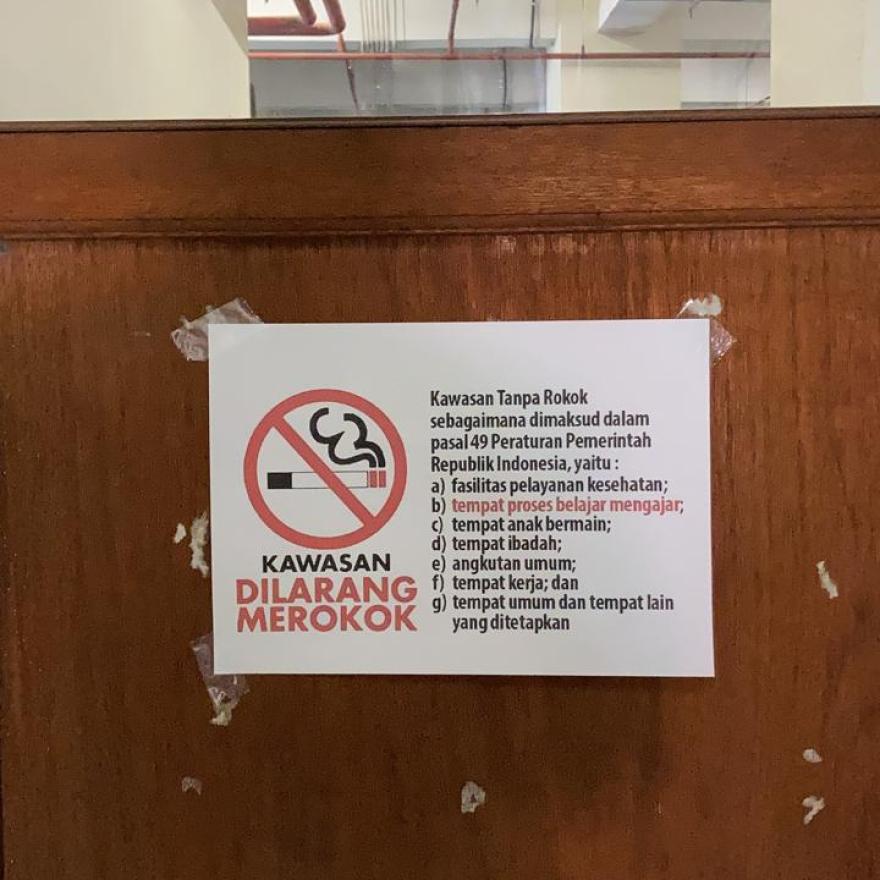 KAWASAN
DILARANG
MEROKOK
Kawasan Tanpa Rokok
sebagaimana dimaksud dalam
pasal 49 Peraturan Pemerintah
Republik Indonesia, yaitu :
a) fasilitas pelayanan kesehatan;
b) tempat proses belajar mengajar;
c) tempat anak bermain;
d) tempat ibadah;
e) angkutan umum;
f) tempat kerja; dan
g) tempat umum dan tempat lain
yang ditetapkan